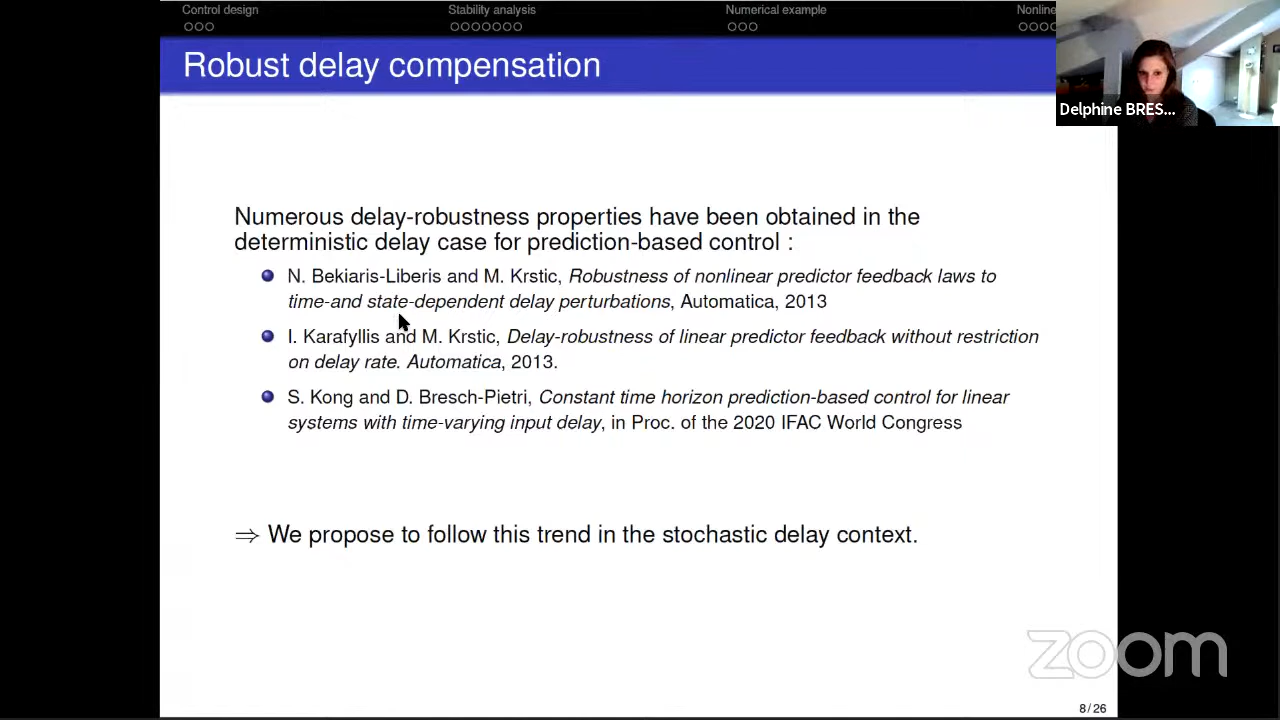 Control design
Stability analysis
Numerical example
Nonline
Robust delay compensation
Delphine BRES...
Numerous delay-robustness properties have been obtained in the
deterministic delay case for prediction-based control :
N. Bekiaris-Liberis and M. Krstic, Robustness of nonlinear predictor feedback laws to
time-and state-dependent delay perturbations, Automatica, 2013
I. Karafyllis and M. Krstic, Delay-robustness of linear predictor feedback without restriction
on delay rate. Automatica, 2013.
S. Kong and D. Bresch-Pietri, Constant time horizon prediction-based control for linear
systems with time-varying input delay, in Proc. of the 2020 IFAC World Congress
⇒ We propose to follow this trend in the stochastic delay context.
zoom
8 / 26